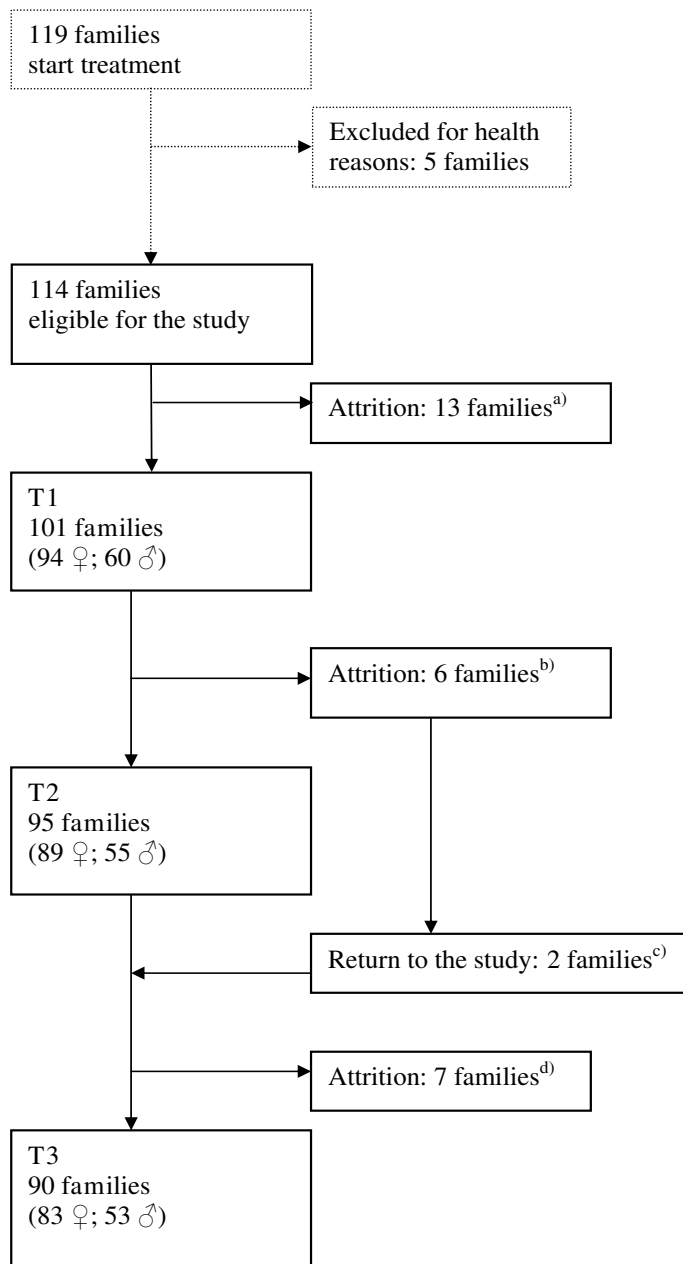 119 families
start treatment
Excluded for health
reasons: 5 families
114 families
eligible for the study
Attrition: 13 families a)
T1
101 families
(94 ♀; 60 ♂)
Attrition: 6 families b)
T2
95 families
(89 ♀; 55 ♂)
Return to the study: 2 families c)
Attrition: 7 families d)
T3
90 families
(83 ♀; 53 ♂)